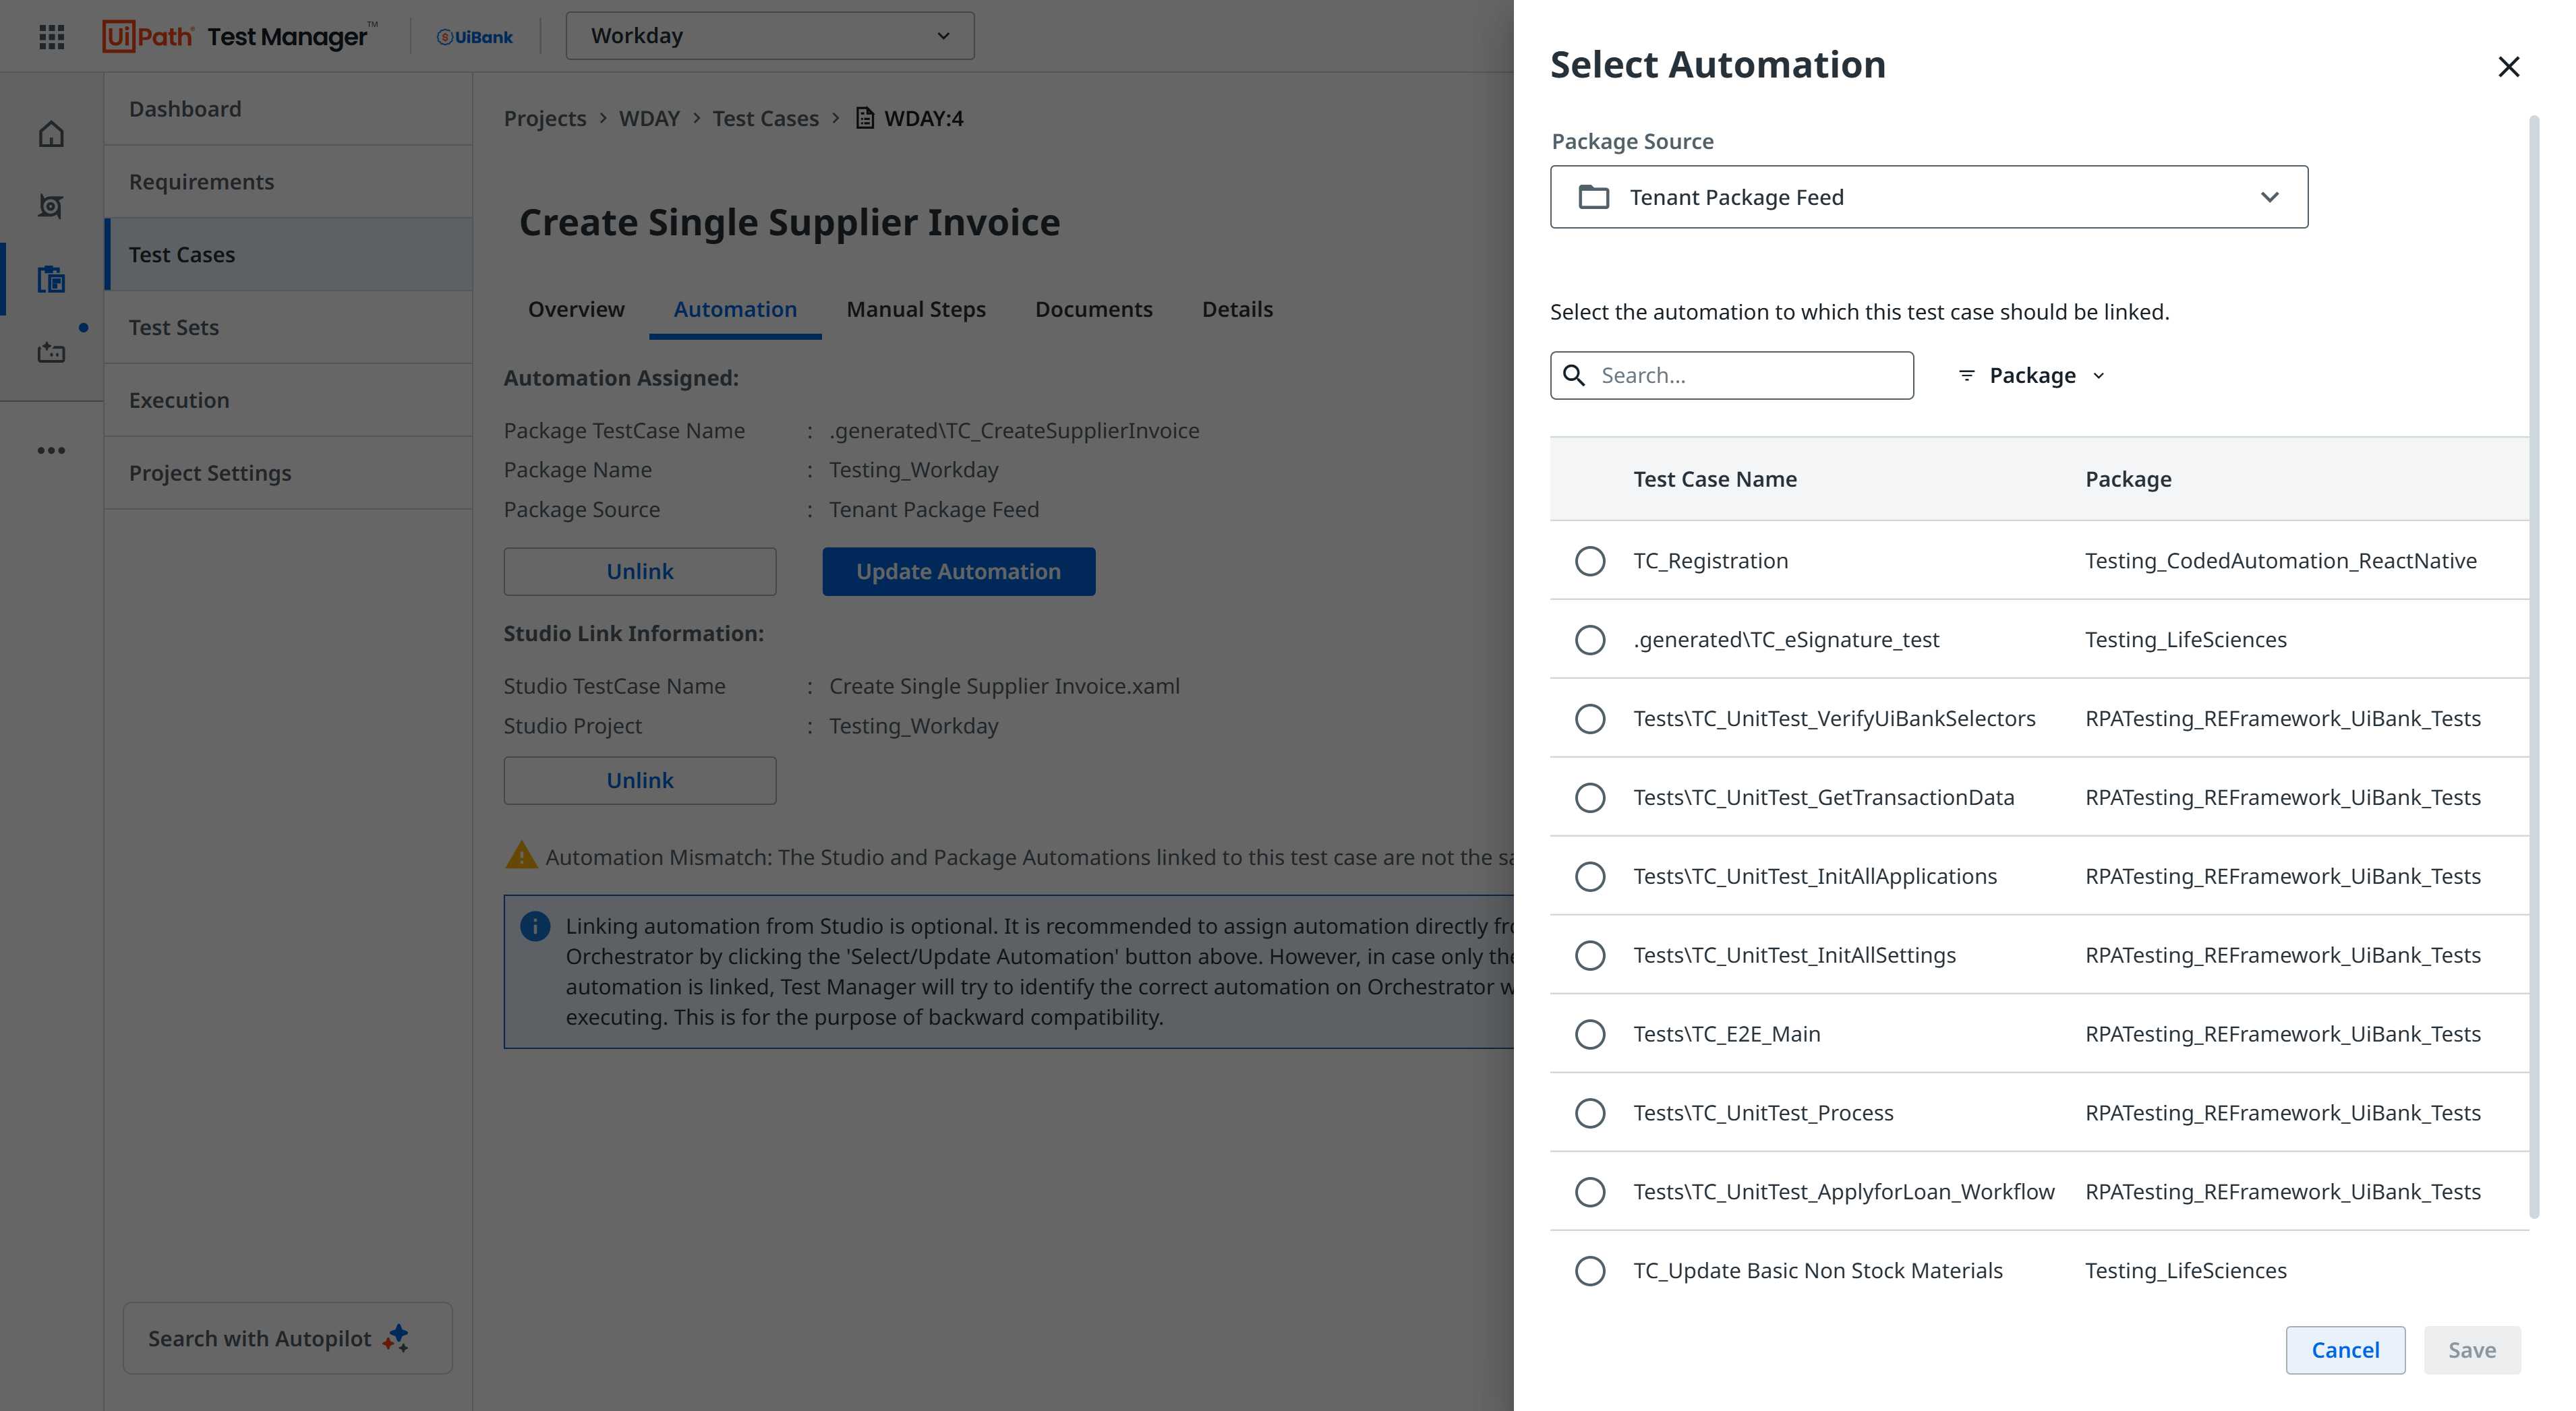 UiPath Test Manager™
UiBank
Workday
Dashboard
Requirements
Test Cases
Test Sets
Execution
Project Settings
Search with Autopilot
Projects > WDAY > Test Cases > WDAY:4
Create Single Supplier Invoice
Overview Automation Manual Steps Documents Details
Automation Assigned:
Package TestCase Name : .generated\TC_CreateSupplierInvoice
Package Name : Testing_Workday
Package Source : Tenant Package Feed
Unlink Update Automation
Studio Link Information:
Studio TestCase Name : Create Single Supplier Invoice.xaml
Studio Project : Testing_Workday
Unlink
Automation Mismatch: The Studio and Package Automations linked to this test case are not the
Linking automation from Studio is optional. It is recommended to assign automation directly
Orchestrator by clicking the 'Select/Update Automation' button above. However, in case only
automation is linked, Test Manager will try to identify the correct automation on Orchestrator
executing. This is for the purpose of backward compatibility.
Select Automation
Package Source
Tenant Package Feed
Select the automation to which this test case should be linked.
Search... Package
Test Case Name Package
TC_Registration Testing_CodedAutomation_ReactNative
.generated\TC_eSignature_test Testing_LifeSciences
Tests\TC_UnitTest_VerifyUiBankSelectors RPATesting_REFramework_UiBank_Tests
Tests\TC_UnitTest_GetTransactionData RPATesting_REFramework_UiBank_Tests
Tests\TC_UnitTest_InitAllApplications RPATesting_REFramework_UiBank_Tests
Tests\TC_UnitTest_InitAllSettings RPATesting_REFramework_UiBank_Tests
Tests\TC_E2E_Main RPATesting_REFramework_UiBank_Tests
Tests\TC_UnitTest_Process RPATesting_REFramework_UiBank_Tests
Tests\TC_UnitTest_ApplyforLoan_Workflow RPATesting_REFramework_UiBank_Tests
TC_Update Basic Non Stock Materials Testing_LifeSciences
Cancel Save